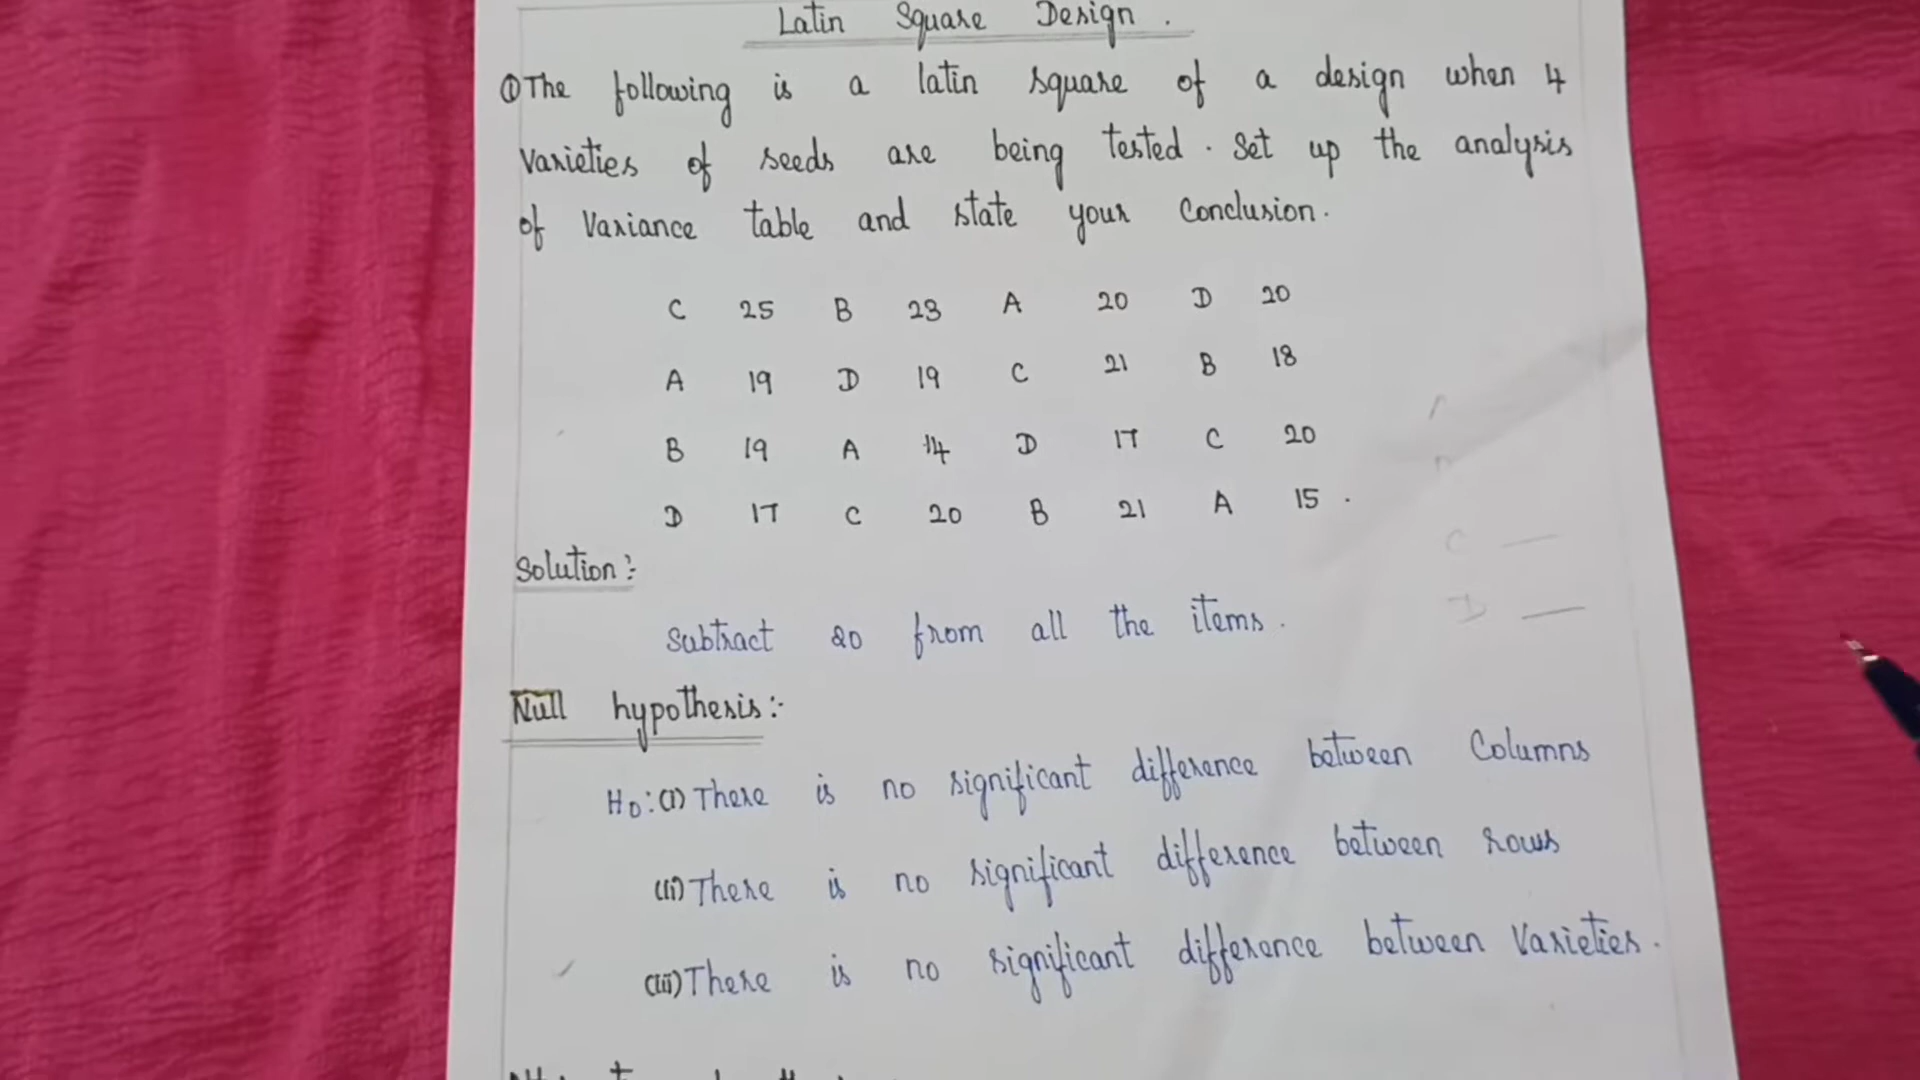 Latin Square Design.
① The following is a latin square of a design when 4
varieties of seeds are being tested. Set up the analysis
of Variance table and state your Conclusion.
C 25 B 23 A 20 D 20
A 19 D 19 C 21 B 18
B 19 A 14 D 17 C 20
D 17 C 20 B 21 A 15.
Solution:-
Subtract 20 from all the items.
Null hypothesis:-
H0: (i) There is no significant difference between Columns
(ii) There is no significant difference between rows
(iii) There is no significant difference between Varieties.